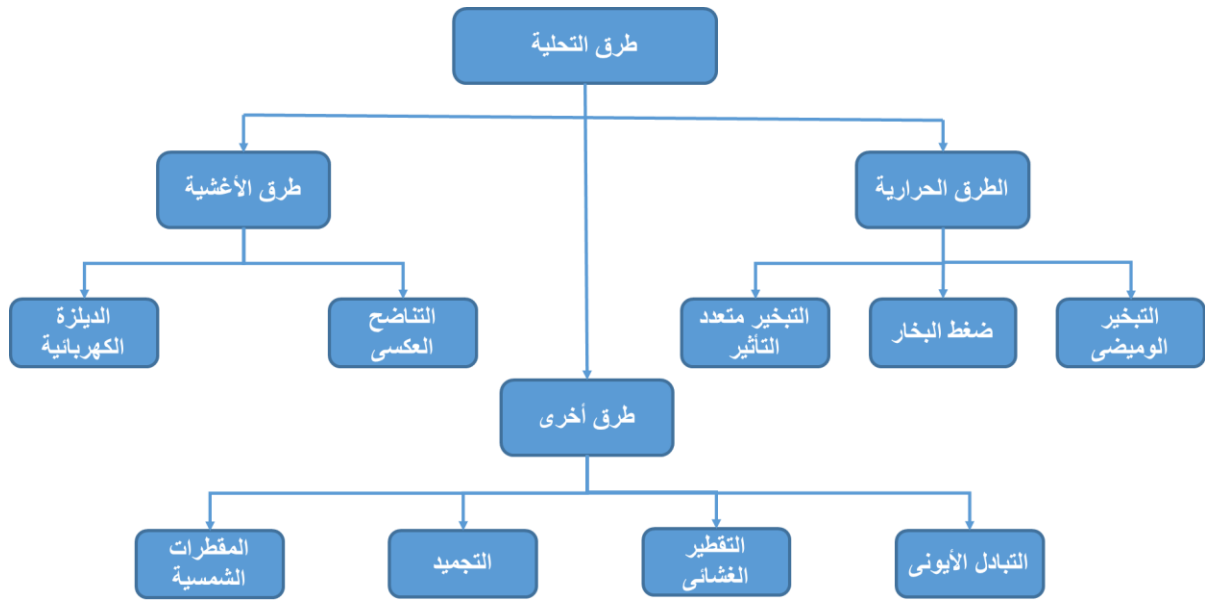 طرق التحلية
الطرق الحرارية
طرق الأغشية
التبخير
الوميضى
ضغط البخار
التبخير متعدد
التأثير
التناضح
العكسى
الديلزة
الكهربائية
طرق أخرى
التبادل الأيونى
التقطير
الغشائى
التجميد
المقطرات
الشمسية